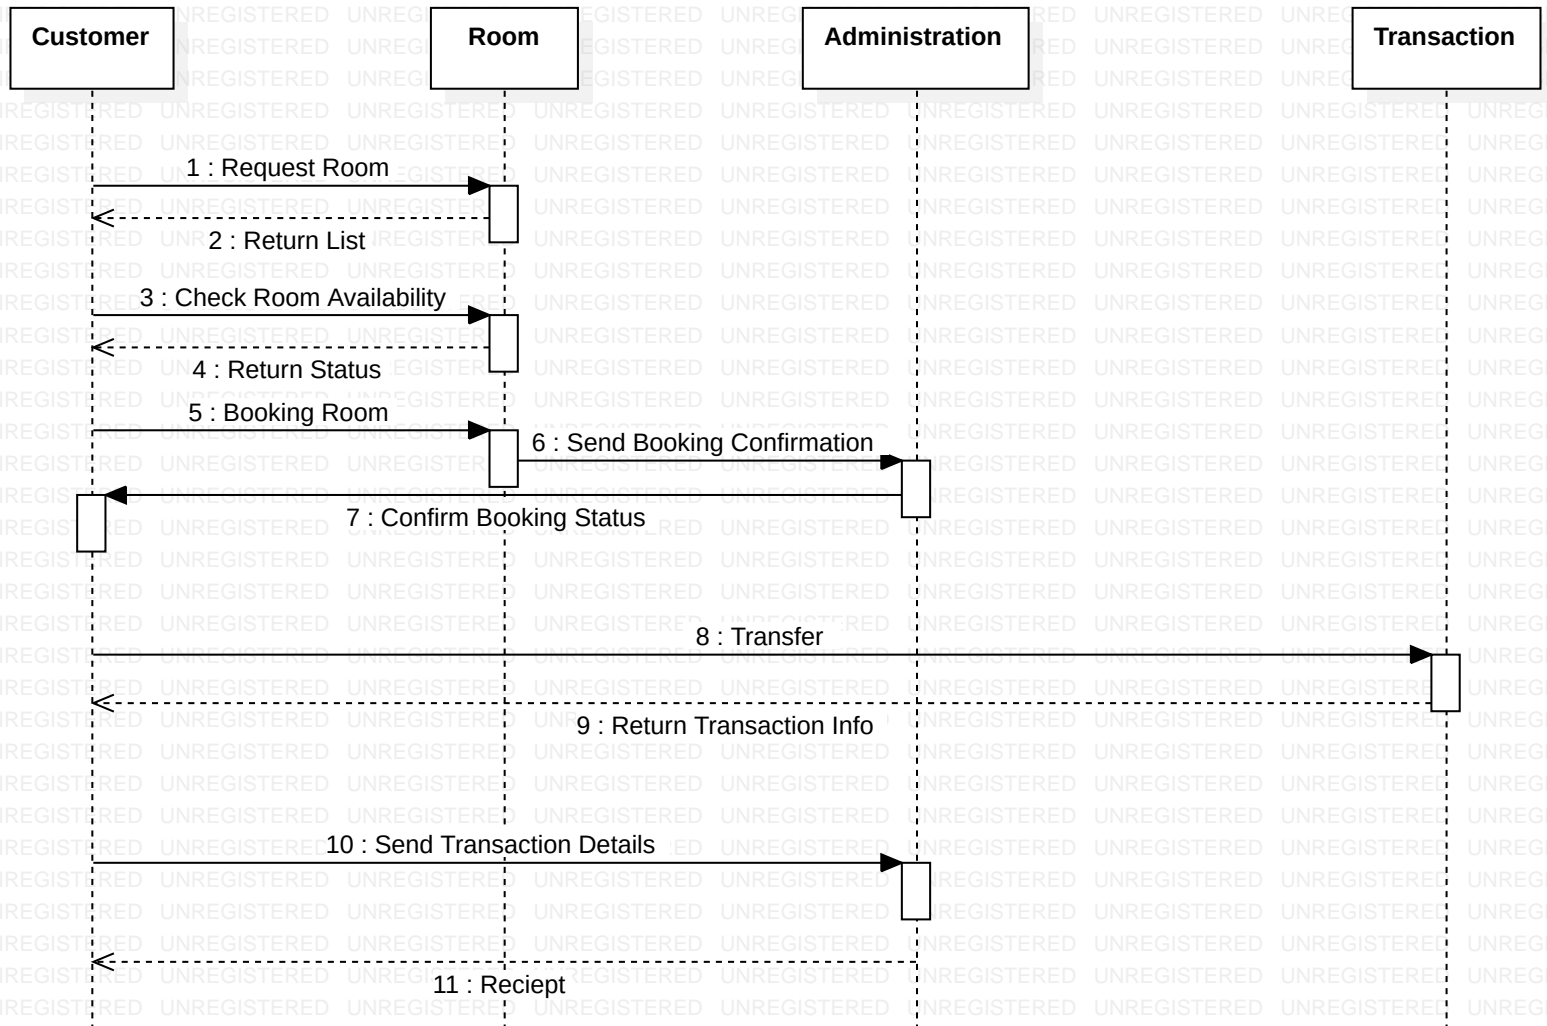 Customer
Room
Administration
Transaction
1 : Request Room
2 : Return List
3 : Check Room Availability
4 : Return Status
5 : Booking Room
6 : Send Booking Confirmation
7 : Confirm Booking Status
8 : Transfer
9 : Return Transaction Info
10 : Send Transaction Details
11 : Reciept
UNREGISTERED